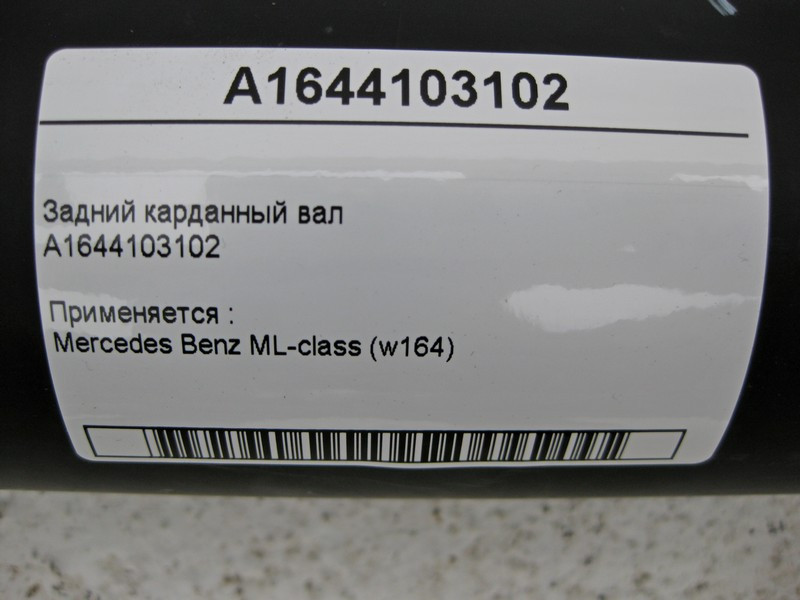 A1644103102
Задний карданный вал
A1644103102
Применяется :
Mercedes Benz ML-class (w164)